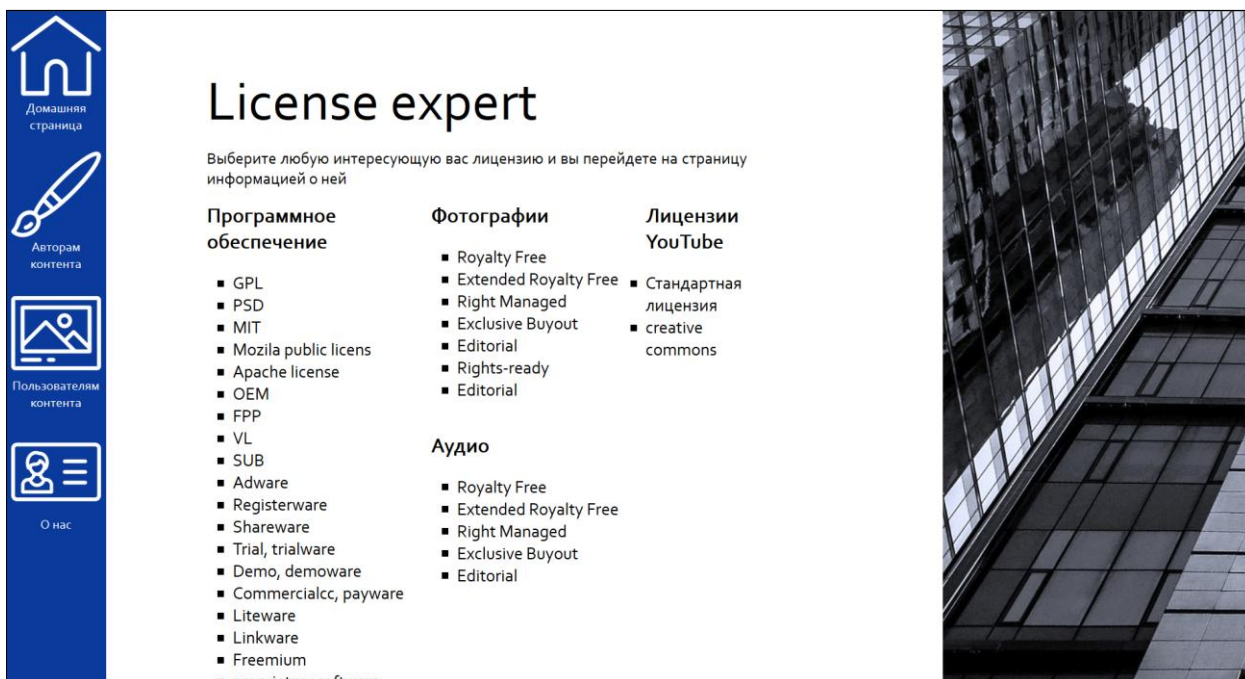 Домашняя
страница
Авторам
контента
Пользователям
контента
О нас
License expert
Выберите любую интересующую вас лицензию и вы перейдете на страницу
информацией о ней
Программное
обеспечение
GPL
PSD
MIT
Mozila public licens
Apache license
OEM
FPP
VL
SUB
Adware
Registerware
Shareware
Trial, trialware
Demo, demoware
Commercialcc, payware
Liteware
Linkware
Freemium
Фотографии
Royalty Free
Extended Royalty Free
Right Managed
Exclusive Buyout
Editorial
Rights-ready
Editorial
Аудио
Royalty Free
Extended Royalty Free
Right Managed
Exclusive Buyout
Editorial
Лицензии
YouTube
Стандартная
лицензия
creative
commons